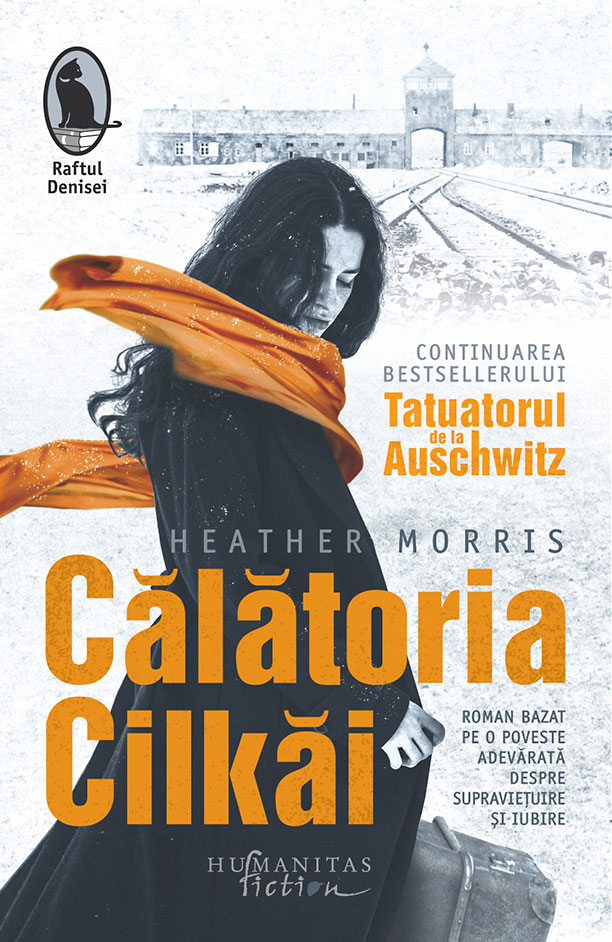 Raftul
Denisei
CONTINUAREA
BESTSELLERULUI
Tatuatorul
de la
Auschwitz
HEATHER MORRIS
Călătoria
Cilkăi
ROMAN BAZAT
PE O POVESTE
ADEVĂRATĂ
DESPRE
SUPRAVIEȚUIRE
ȘI IUBIRE
HUMANITAS
fiction